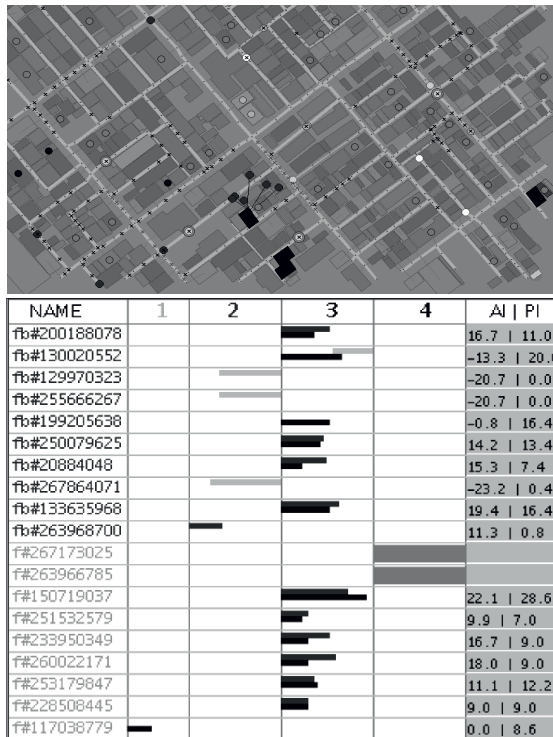 NAME 1 2 3 4 AI | PI
fb#200188078 16.7 | 11.0
fb#130020552 -13.3 | 20.0
fb#129970323 -20.7 | 0.0
fb#255666267 -20.7 | 0.0
fb#199205638 -0.8 | 16.4
fb#250079625 14.2 | 13.4
fb#20884048 15.3 | 7.4
fb#267864071 -23.2 | 0.4
fb#133635968 19.4 | 16.4
fb#263968700 11.3 | 0.8
f#267173025
f#263966785
f#150719037 22.1 | 28.6
f#251532579 9.9 | 7.0
f#233950349 16.7 | 9.0
f#260022171 18.0 | 9.0
f#253179847 11.1 | 12.2
f#228508445 9.0 | 9.0
f#117038779 0.0 | 8.6